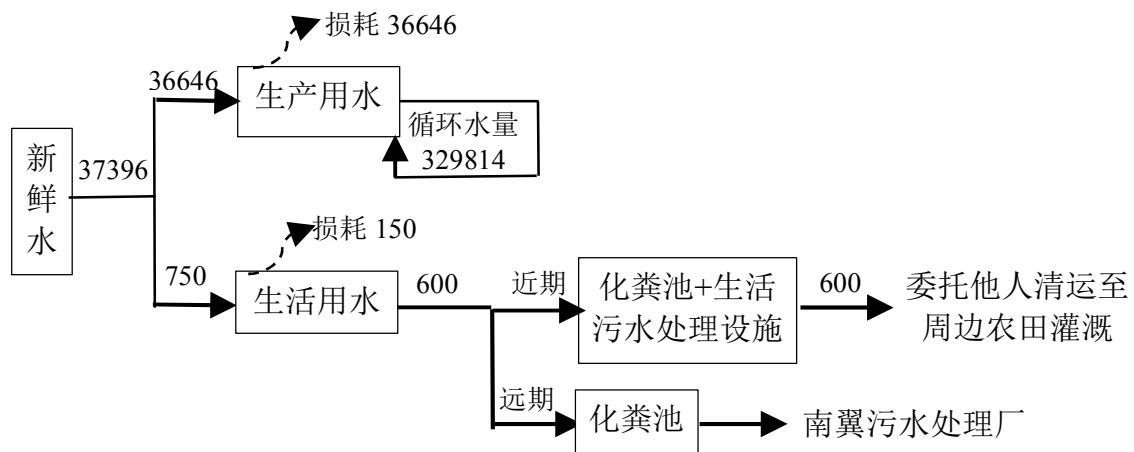 损耗 36646
36646
生产用水
循环水量
329814
新
鲜
水
37396
损耗 150
750
生活用水
600
近期
化粪池+生活
污水处理设施
600
委托他人清运至
周边农田灌溉
远期
化粪池
南翼污水处理厂